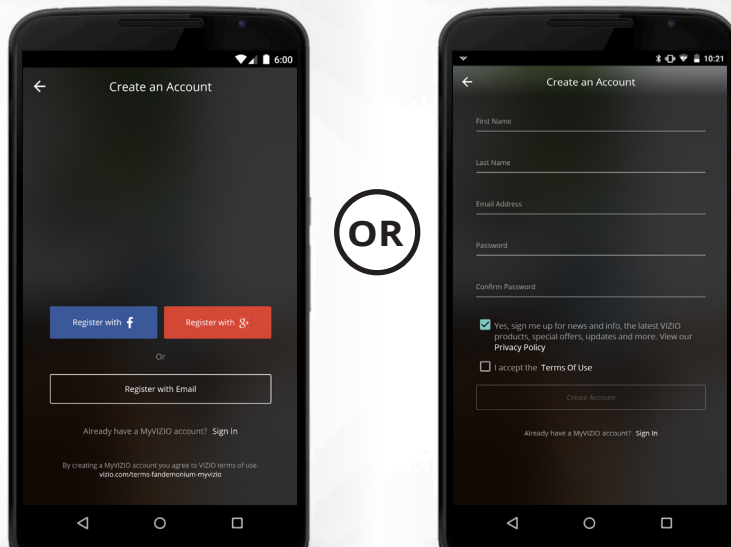 6:00
Create an Account
Register with f
Register with g+
Or
Register with Email
Already have a MyVIZIO account? Sign In
By creating a MyVIZIO account you agree to VIZIO terms of use.
vizio.com/terms-fandemonium-myvizio
OR
10:21
Create an Account
First Name
Last Name
Email Address
Password
Confirm Password
Yes, sign me up for news and info, the latest VIZIO
products, special offers, updates and more. View our
Privacy Policy
I accept the Terms Of Use
Create Account
Already have a MyVIZIO account? Sign In